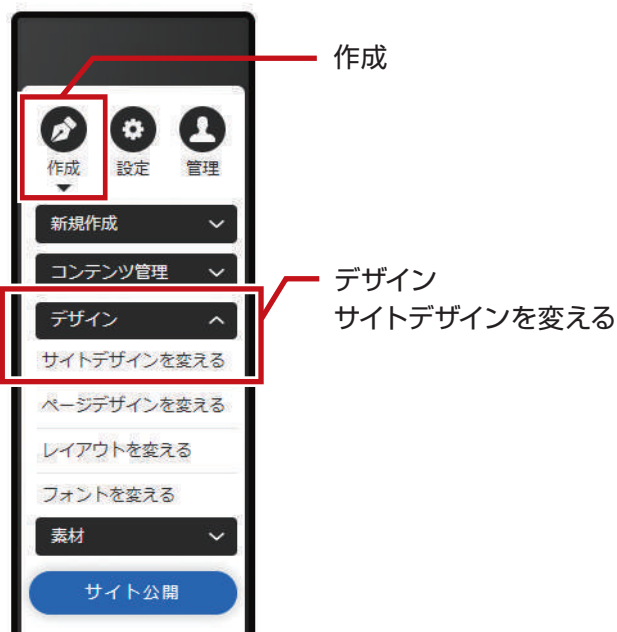 作成
作成
設定
管理
新規作成
コンテンツ管理
デザイン
サイトデザインを変える
デザイン
サイトデザインを変える
ページデザインを変える
レイアウトを変える
フォントを変える
素材
サイト公開